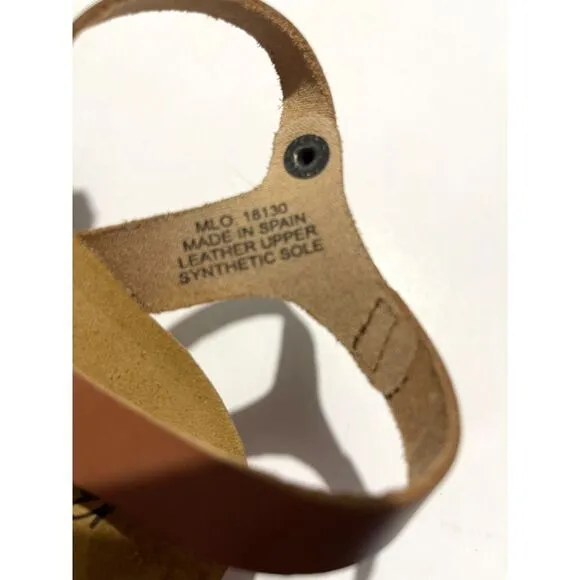 MLO. 18130
MADE IN SPAIN
LEATHER UPPER
SYNTHETIC SOLE